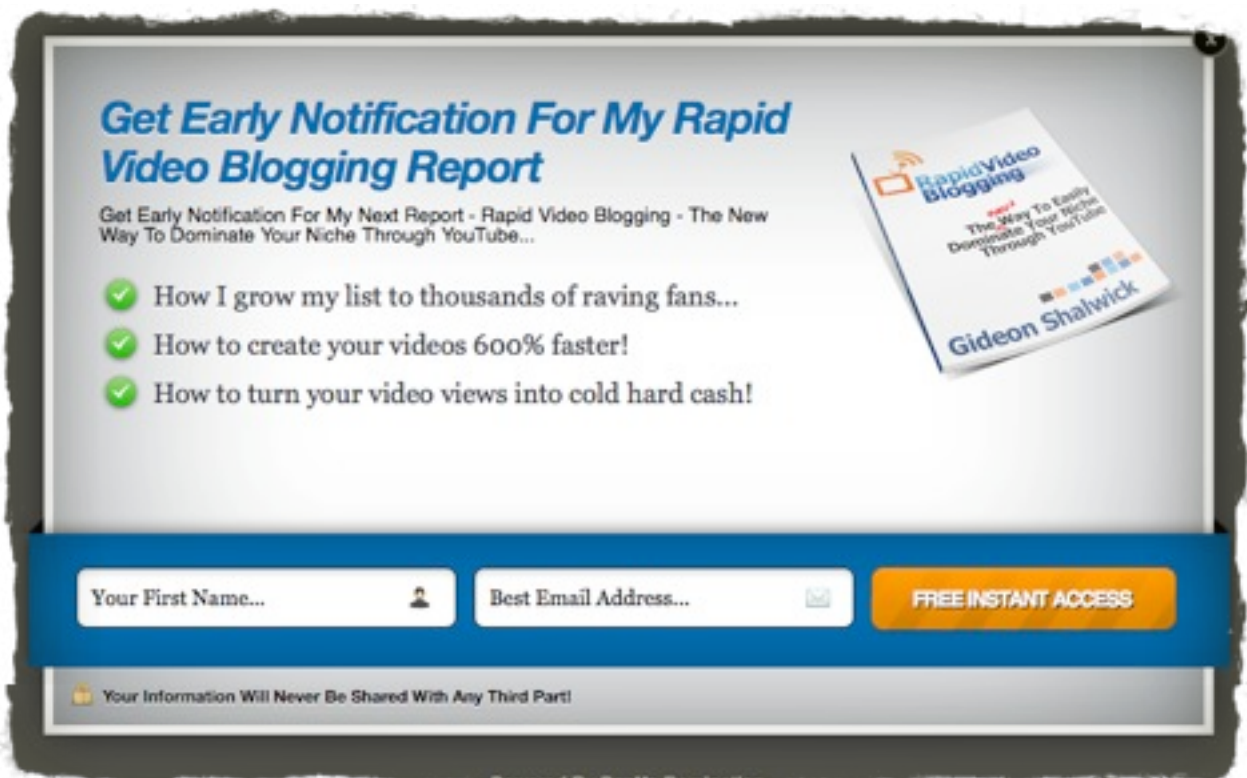 x
Get Early Notification For My Rapid
Video Blogging Report
Get Early Notification For My Next Report - Rapid Video Blogging - The New
Way To Dominate Your Niche Through YouTube...
How I grow my list to thousands of raving fans...
How to create your videos 600% faster!
How to turn your video views into cold hard cash!
RapidVideo
Blogging
new!
The Way To Easily
Dominate Your Niche
Through YouTube
Gideon Shalwick
Your First Name...
Best Email Address...
FREE INSTANT ACCESS
Your Information Will Never Be Shared With Any Third Part!